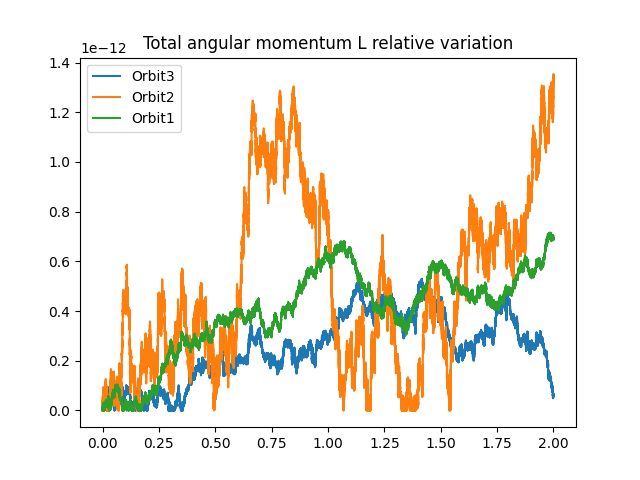 Total angular momentum L relative variation
1e−12
Orbit3
Orbit2
Orbit1
1.4
1.2
1.0
0.8
0.6
0.4
0.2
0.0
0.00 0.25 0.50 0.75 1.00 1.25 1.50 1.75 2.00